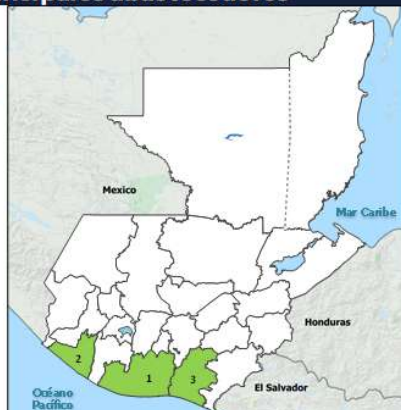 Mexico
Mar Caribe
Honduras
2
1
3
El Salvador
Océano
Pacífico